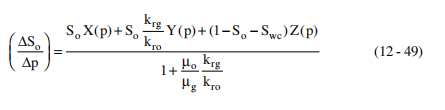 (ΔS_o/Δp) = (S_o X(p) + S_o (k_rg/k_ro) Y(p) + (1 - S_o - S_wc) Z(p)) / (1 + (μ_o/μ_g) (k_rg/k_ro)) (12 - 49)